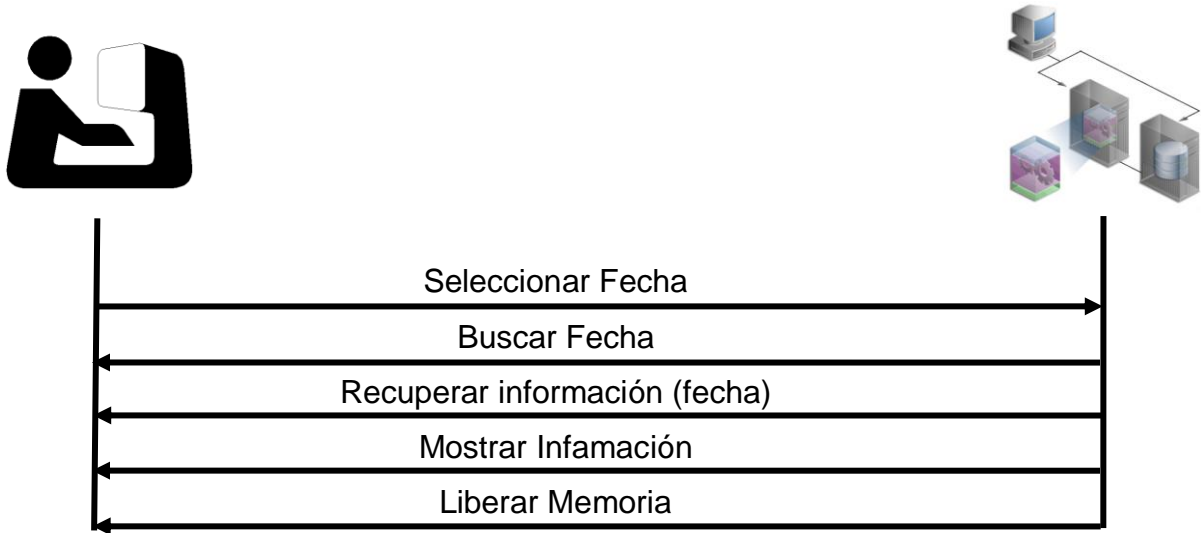 Seleccionar Fecha
Buscar Fecha
Recuperar información (fecha)
Mostrar Infamación
Liberar Memoria